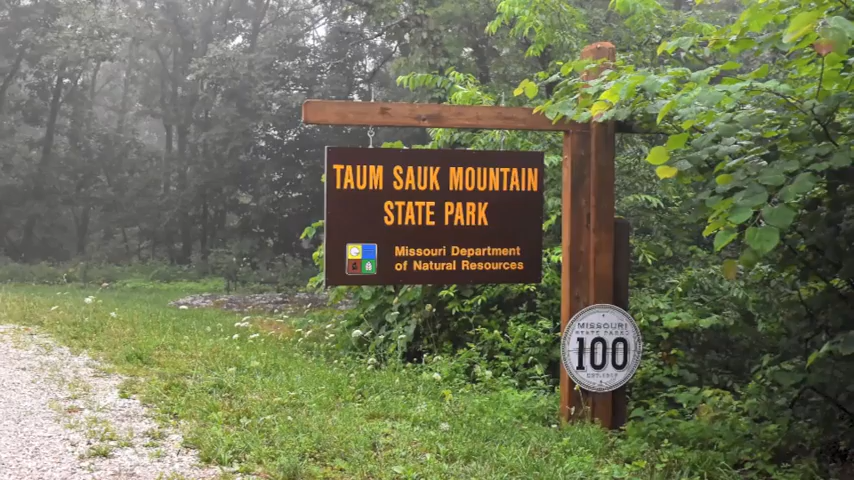 TAUM SAUK MOUNTAIN
STATE PARK
Missouri Department
of Natural Resources
MISSOURI
STATE PARKS
100